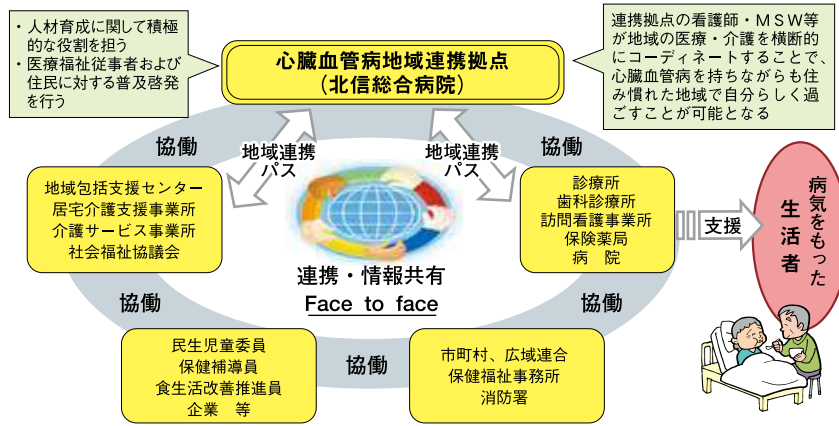 ・人材育成に関して積極
的な役割を担う
・医療福祉従事者および
住民に対する普及啓発
を行う
心臓血管病地域連携拠点
(北信総合病院)
連携拠点の看護師・ＭＳＷ等
が地域の医療・介護を横断的
にコーディネートすることで、
心臓血管病を持ちながらも住
み慣れた地域で自分らしく過
ごすことが可能となる
協働
地域連携
パス
地域連携
パス
協働
地域包括支援センター
居宅介護支援事業所
介護サービス事業所
社会福祉協議会
診療所
歯科診療所
訪問看護事業所
保険薬局
病　院
支援
病気をもった
生活者
連携・情報共有
Face to face
協働
協働
民生児童委員
保健補導員
食生活改善推進員
企業　等
協働
市町村、広域連合
保健福祉事務所
消防署